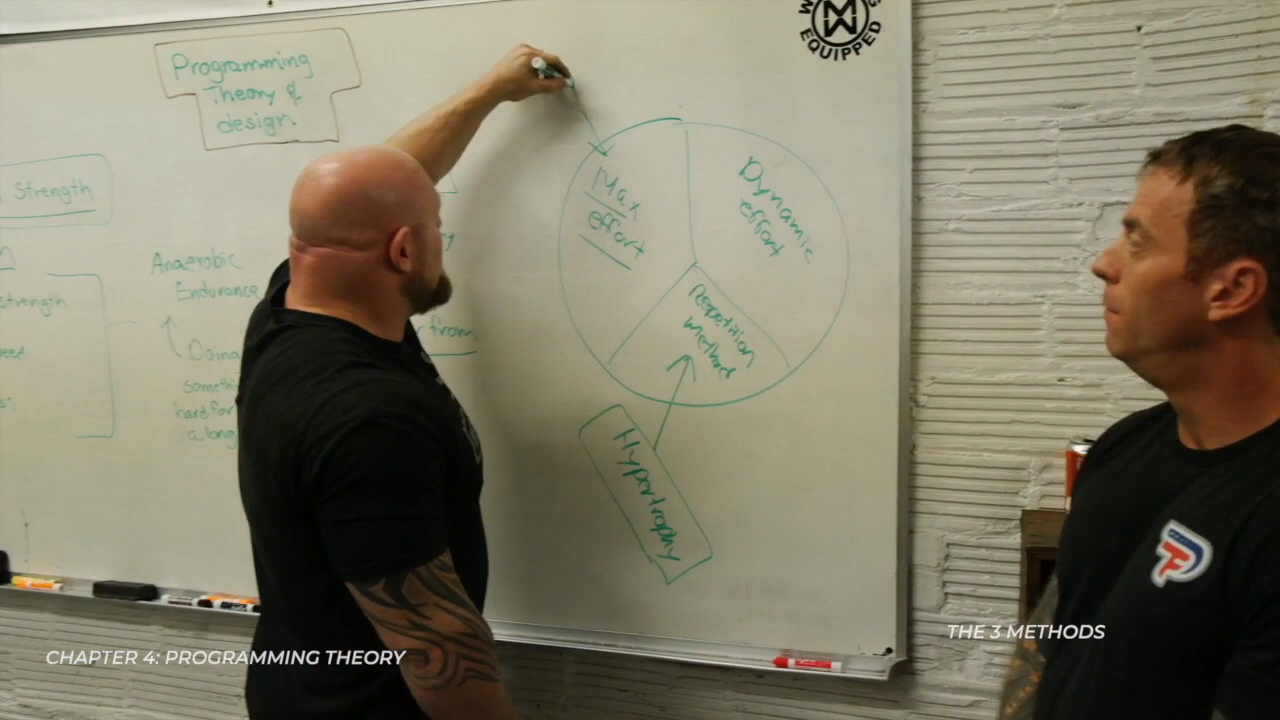 EQUIPPED
Programming
Theory &
design
Strength
Anaerobic
Endurance
Doing
hard for
a long
strength
from
Max
effort
Dynamic
effort
Repetition
Method
Hypertrophy
THE 3 METHODS
CHAPTER 4: PROGRAMMING THEORY